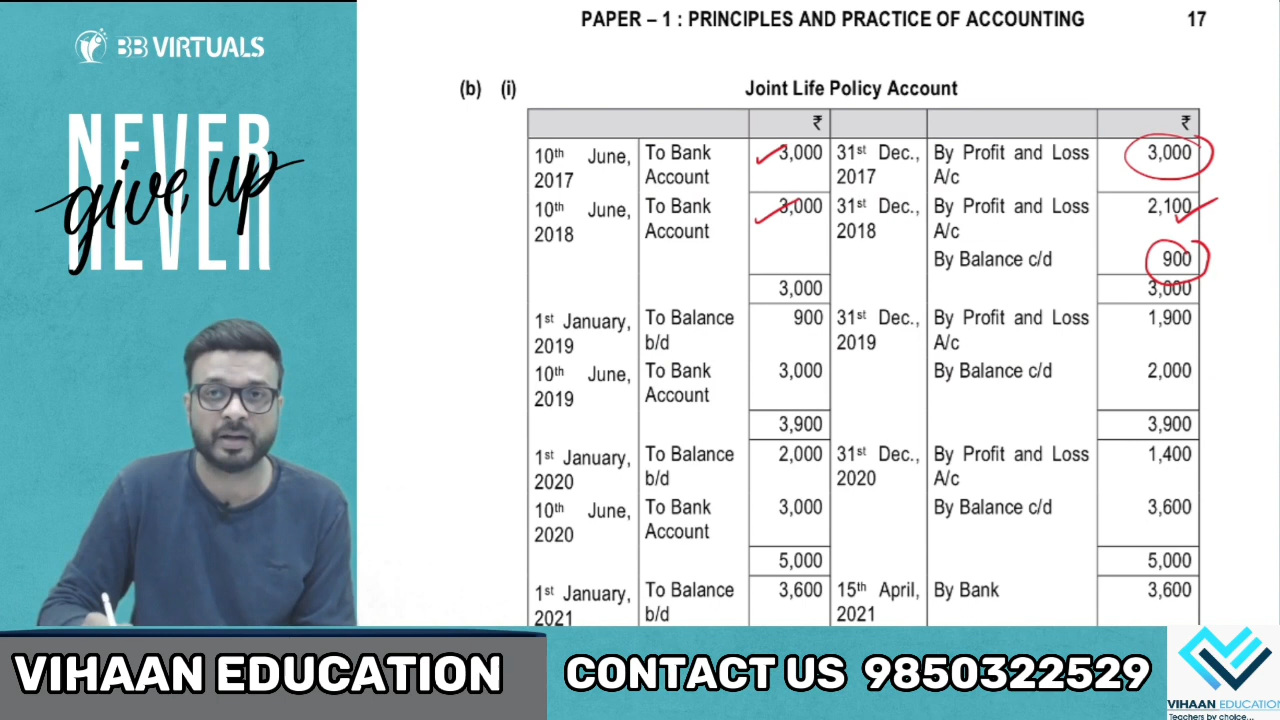 BB VIRTUALS
NEVER
give up
NEVER
PAPER – 1 : PRINCIPLES AND PRACTICE OF ACCOUNTING 17
(b) (i) Joint Life Policy Account
₹ ₹
10th June, 2017 To Bank Account 3,000 31st Dec., 2017 By Profit and Loss A/c 3,000
10th June, 2018 To Bank Account 3,000 31st Dec., 2018 By Profit and Loss A/c 2,100
By Balance c/d 900
3,000 3,000
1st January, 2019 To Balance b/d 900 31st Dec., 2019 By Profit and Loss A/c 1,900
10th June, 2019 To Bank Account 3,000 By Balance c/d 2,000
3,900 3,900
1st January, 2020 To Balance b/d 2,000 31st Dec., 2020 By Profit and Loss A/c 1,400
10th June, 2020 To Bank Account 3,000 By Balance c/d 3,600
5,000 5,000
1st January, 2021 To Balance b/d 3,600 15th April, 2021 By Bank 3,600
VIHAAN EDUCATION
CONTACT US 9850322529
VIHAAN EDUCATION
Teachers by choice...